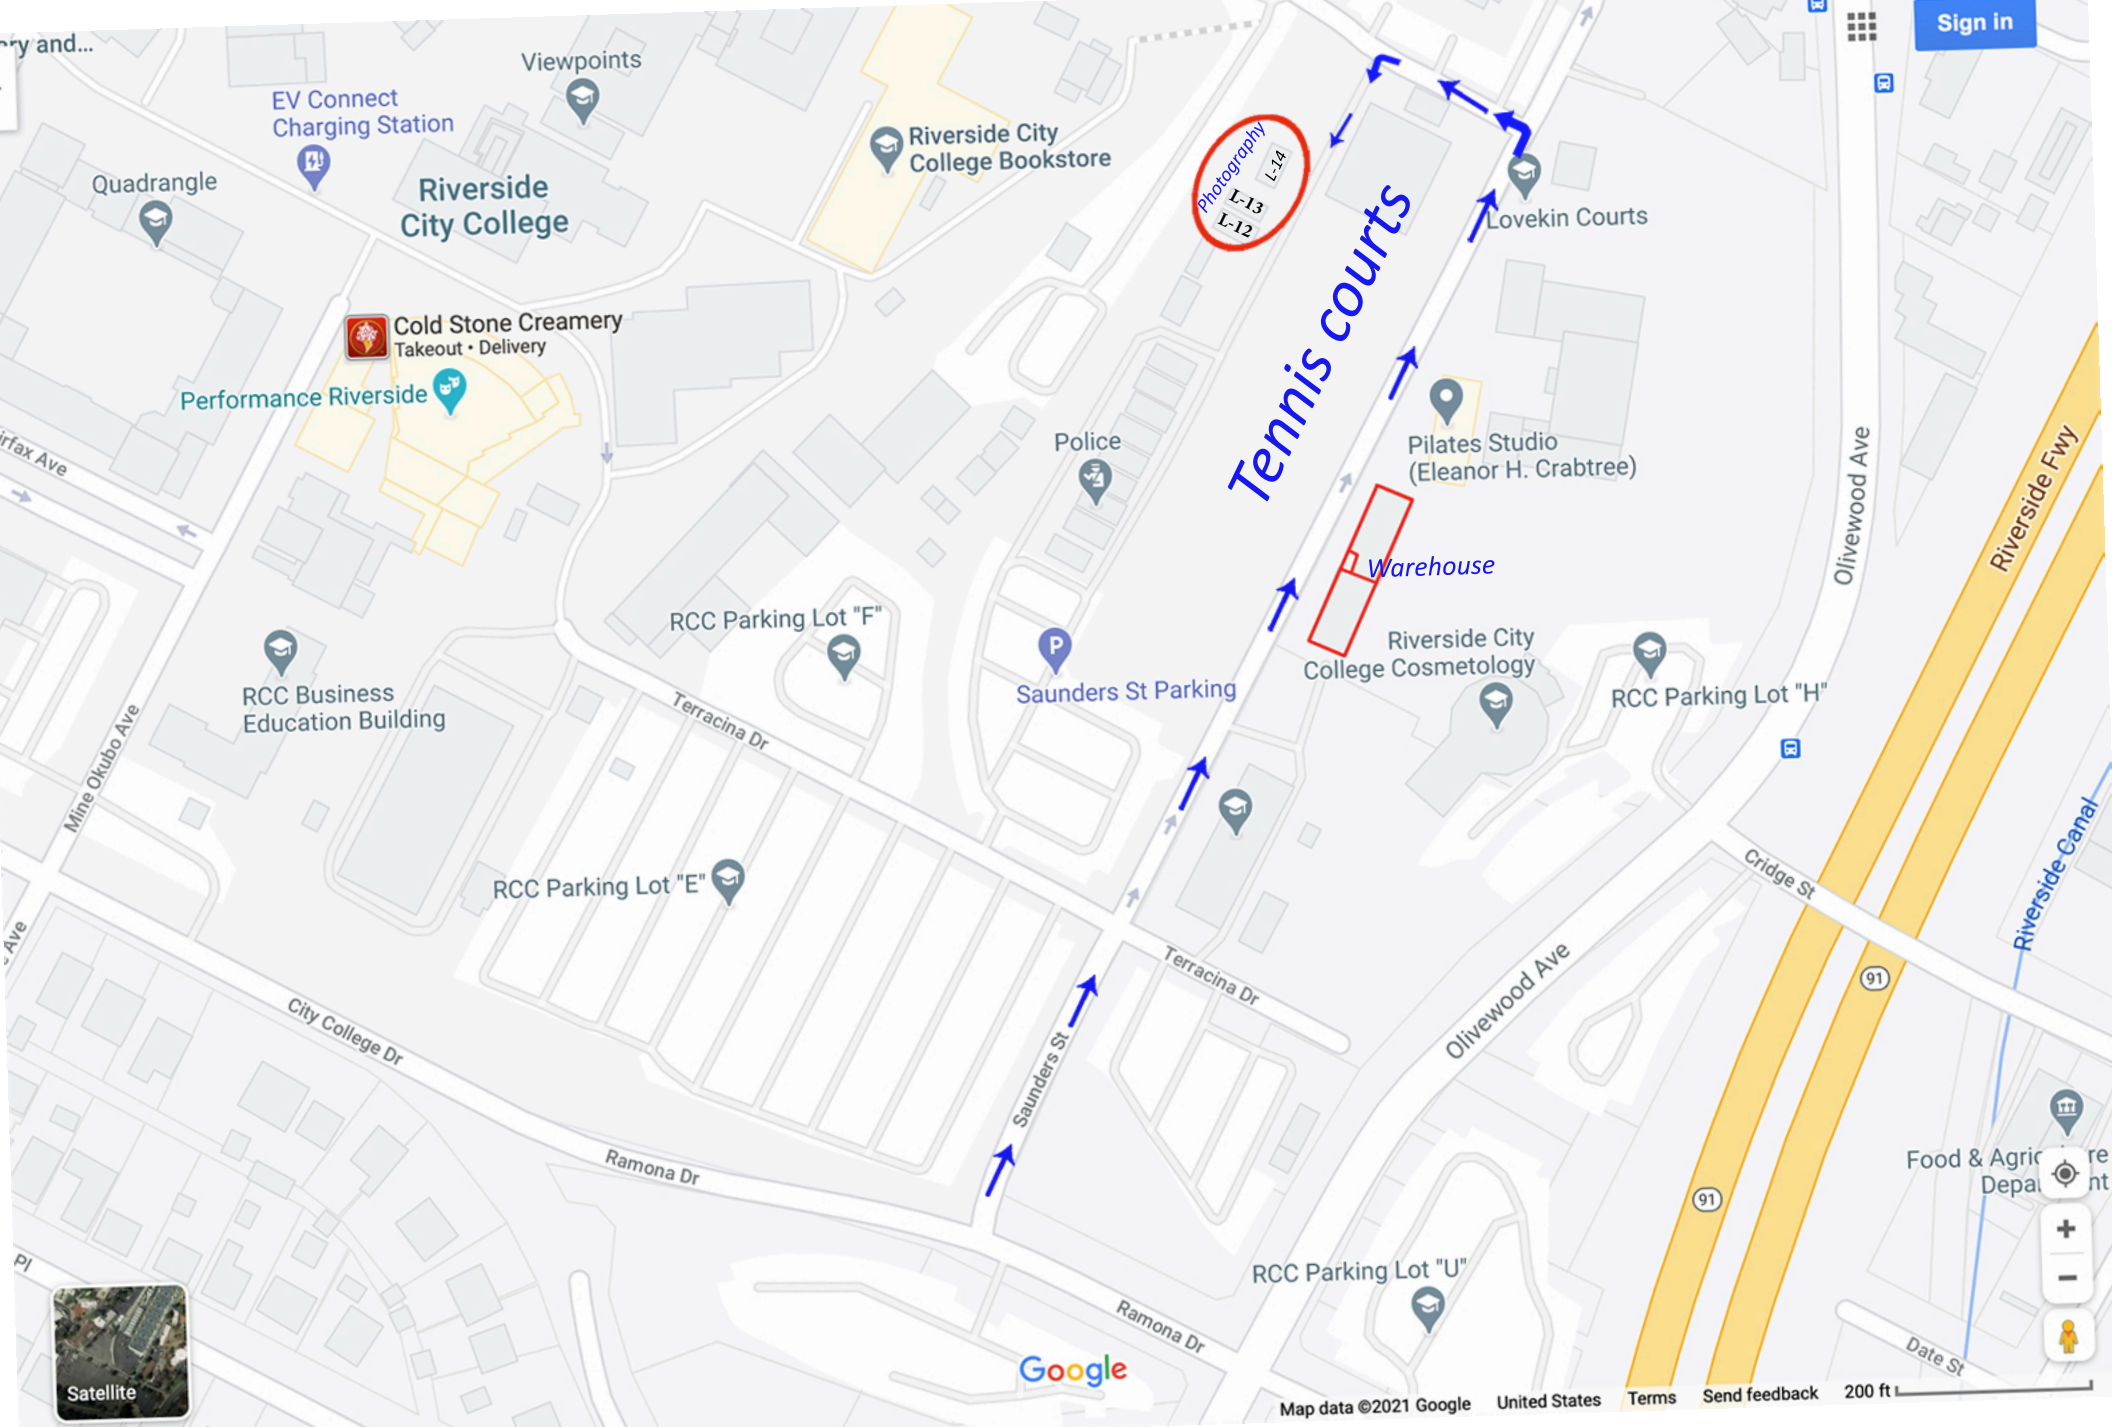 ry and...
Sign in
Viewpoints
EV Connect
Charging Station
Riverside City
College Bookstore
Quadrangle
Riverside
City College
Photography
L-14
L-13
L-12
Lovekin Courts
Tennis courts
Cold Stone Creamery
Takeout • Delivery
Performance Riverside
irfax Ave
Police
Pilates Studio
(Eleanor H. Crabtree)
Olivewood Ave
Riverside Fwy
Warehouse
RCC Parking Lot "F"
Riverside City
College Cosmetology
P
Saunders St Parking
RCC Parking Lot "H"
RCC Business
Education Building
Terracina Dr
Mine Okubo Ave
RCC Parking Lot "E"
Cridge St
Riverside Canal
Ave
Terracina Dr
91
Olivewood Ave
City College Dr
Saunders St
Ramona Dr
Food & Agric re
Depa nt
91
Pl
RCC Parking Lot "U"
Ramona Dr
Date St
Satellite
Google
Map data ©2021 Google
United States
Terms
Send feedback
200 ft